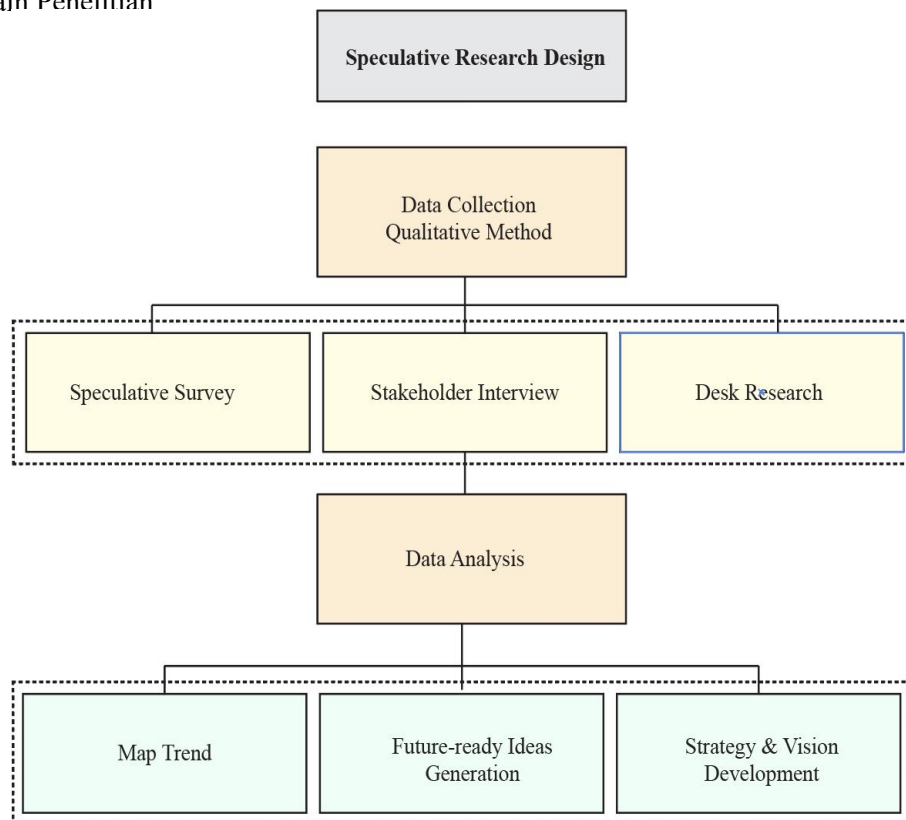 Penelitian
Speculative Research Design
Data Collection
Qualitative Method
Speculative Survey
Stakeholder Interview
Desk Research
Data Analysis
Map Trend
Future-ready Ideas
Generation
Strategy & Vision
Development